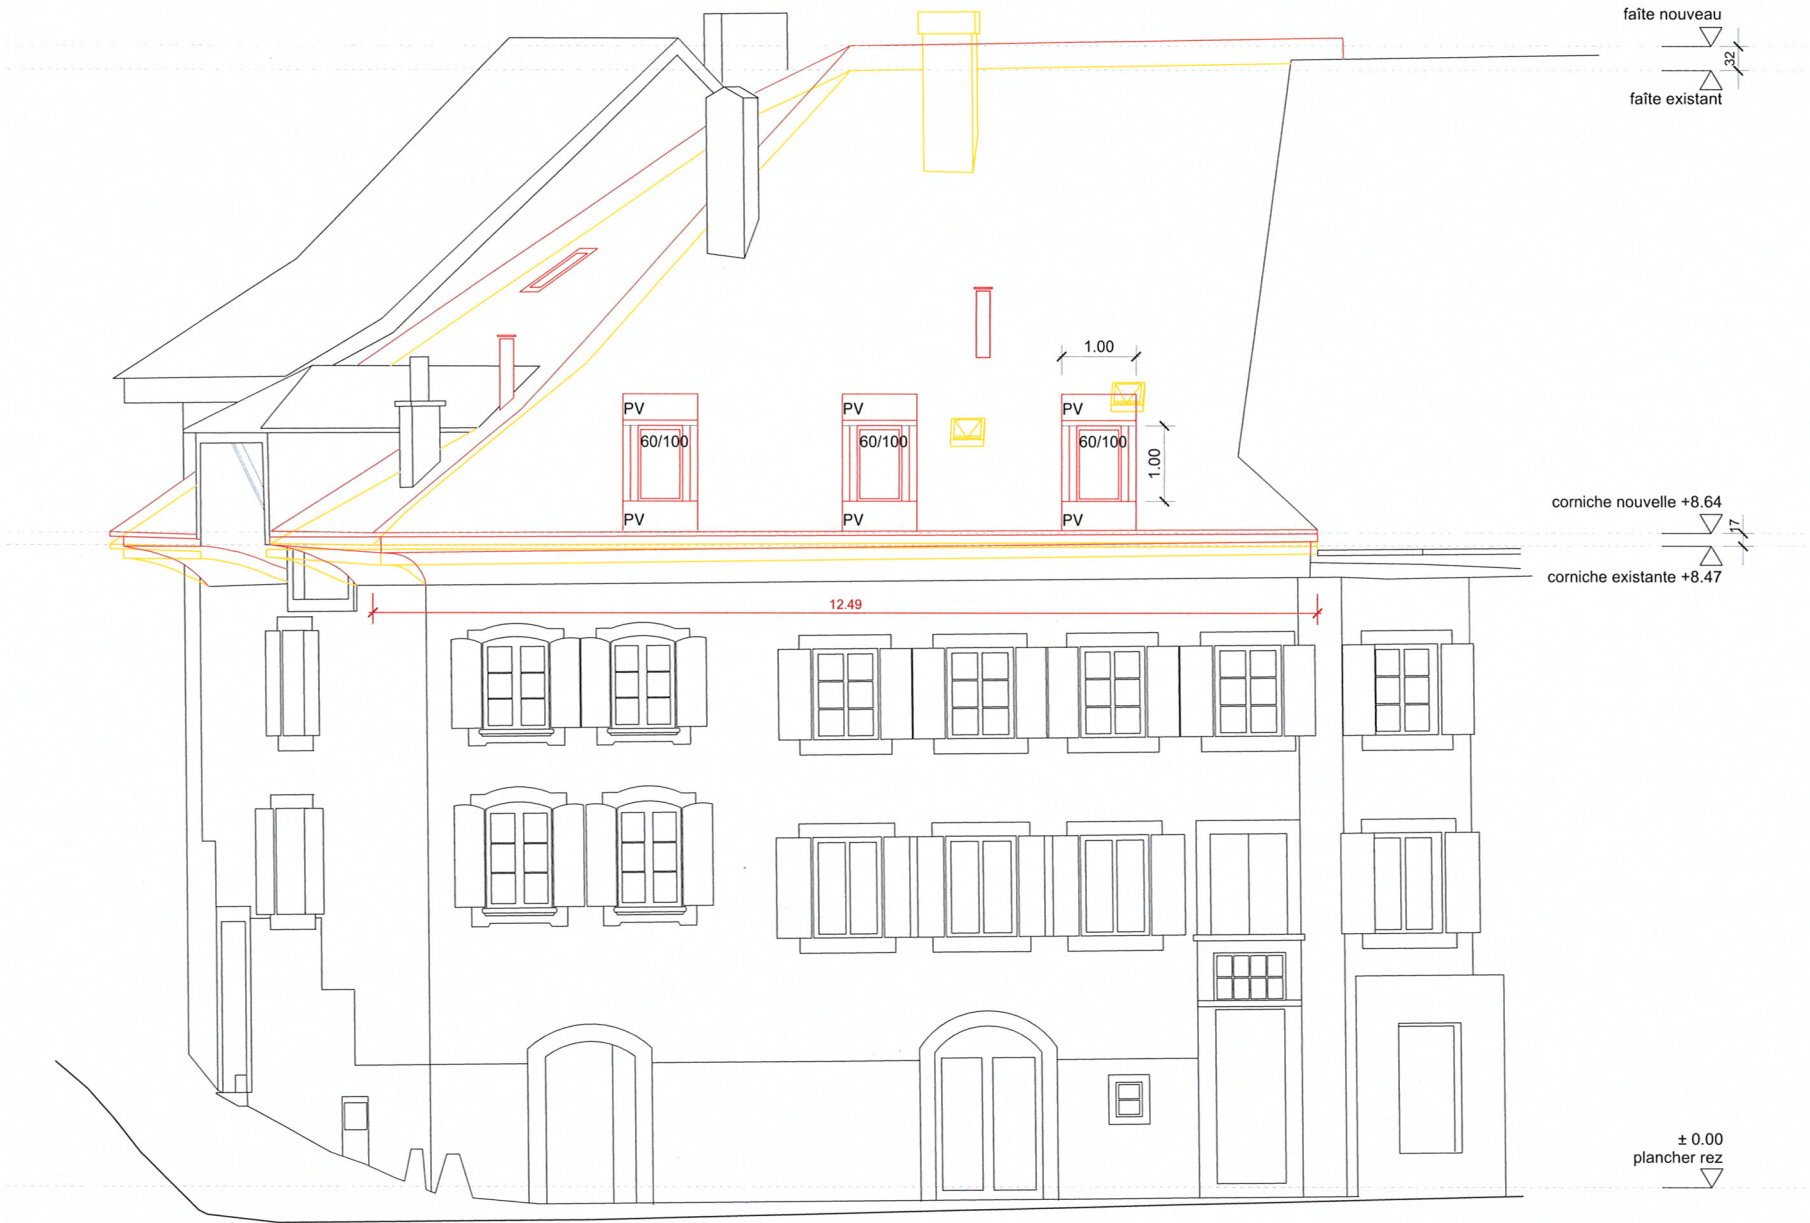 faîte nouveau
32
faîte existant
1.00
PV
PV
PV
60/100
60/100
60/100
1.00
PV
PV
PV
corniche nouvelle +8.64
17
corniche existante +8.47
12.49
± 0.00
plancher rez